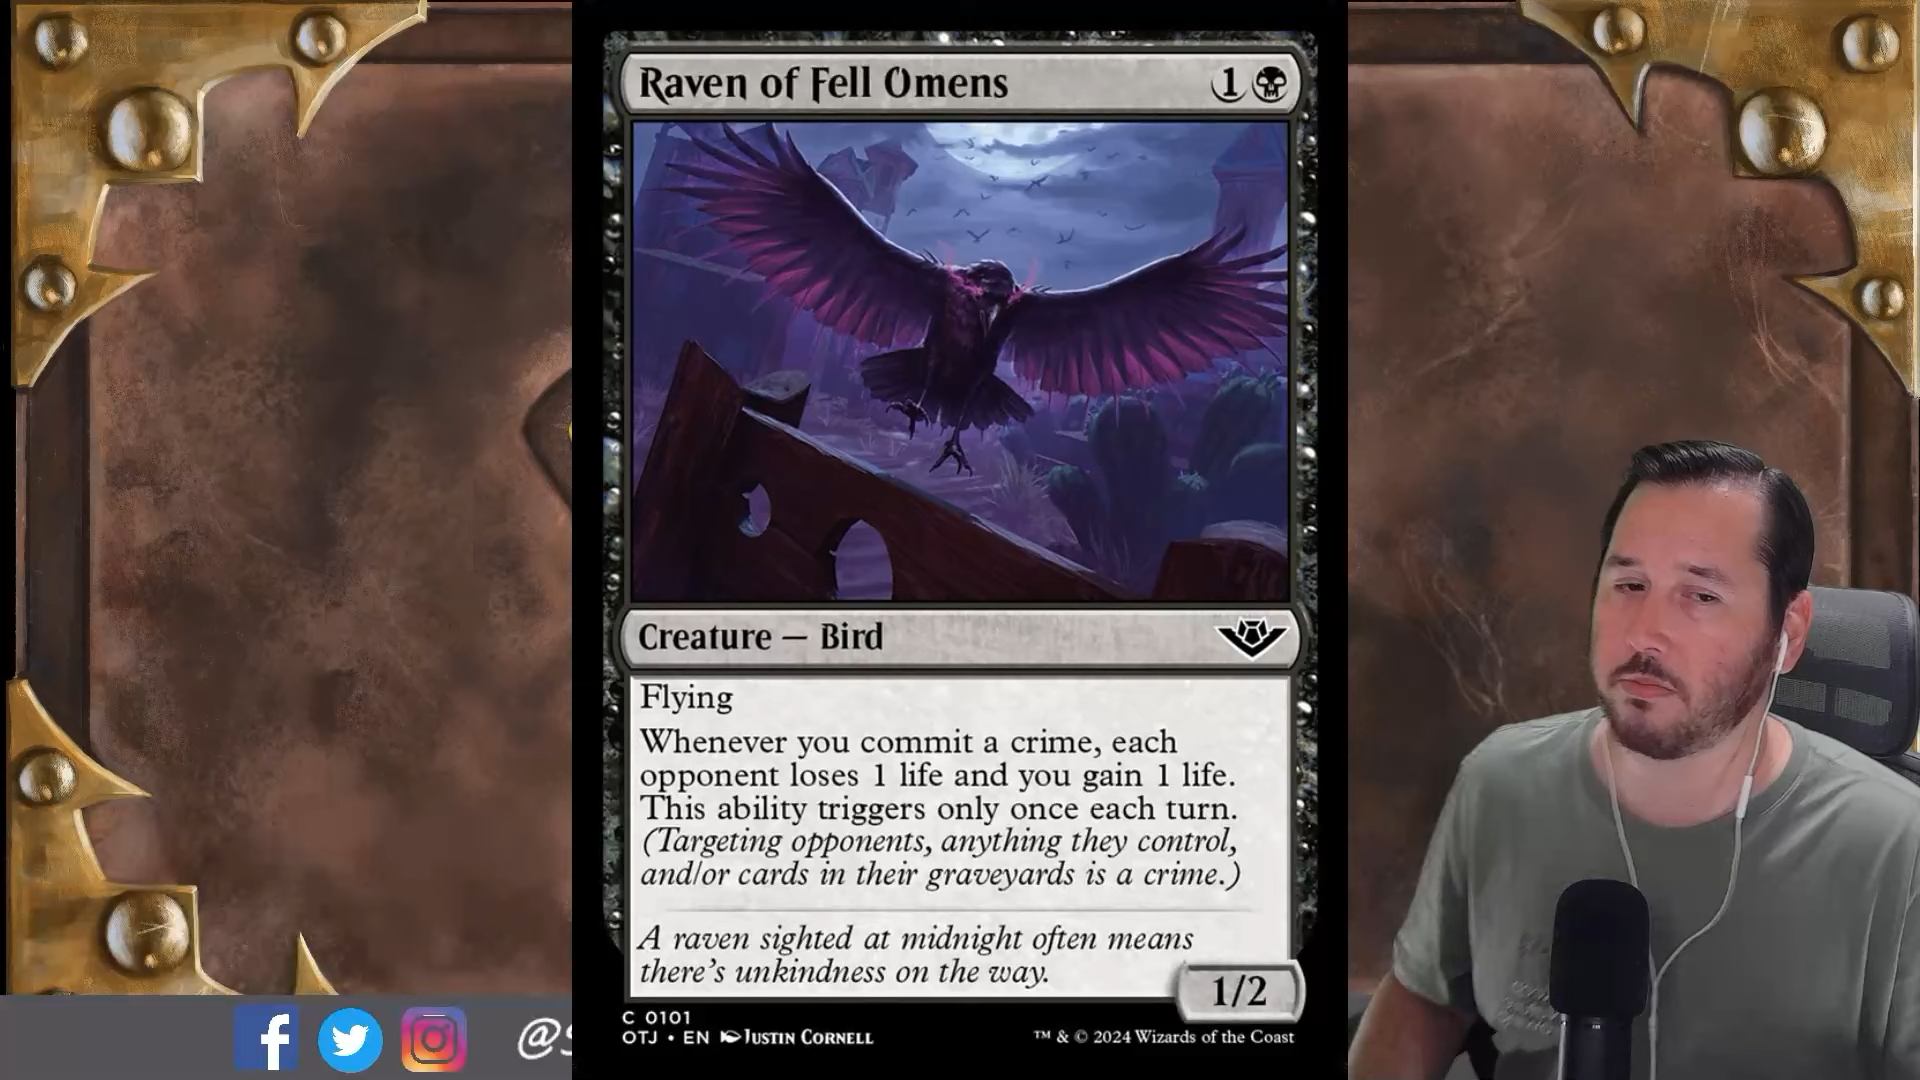 Raven of Fell Omens 1
Creature — Bird
Flying
Whenever you commit a crime, each
opponent loses 1 life and you gain 1 life.
This ability triggers only once each turn.
(Targeting opponents, anything they control,
and/or cards in their graveyards is a crime.)
A raven sighted at midnight often means
there's unkindness on the way.
1/2
C 0101
OTJ • EN Justin Cornell
™ & © 2024 Wizards of the Coast
f
@S